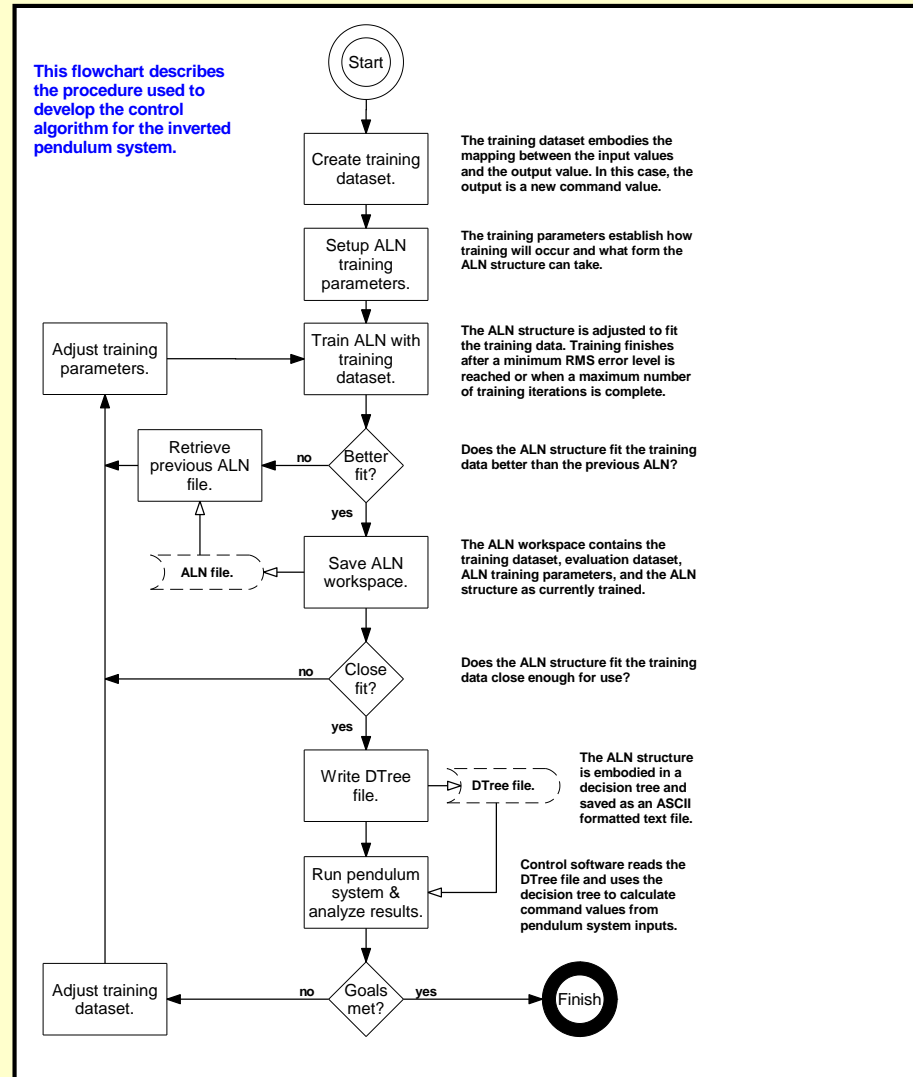 Start
This flowchart describes
the procedure used to
develop the control
algorithm for the inverted
pendulum system.
Create training
dataset.
The training dataset embodies the
mapping between the input values
and the output value. In this case, the
output is a new command value.
Setup ALN
training
parameters.
The training parameters establish how
training will occur and what form the
ALN structure can take.
Adjust training
parameters.
Train ALN with
training
dataset.
The ALN structure is adjusted to fit
the training data. Training finishes
after a minimum RMS error level is
reached or when a maximum number
of training iterations is complete.
Retrieve
previous ALN
file.
no
Better
fit?
Does the ALN structure fit the training
data better than the previous ALN?
yes
ALN file.
Save ALN
workspace.
The ALN workspace contains the
training dataset, evaluation dataset,
ALN training parameters, and the ALN
structure as currently trained.
no
Close
fit?
Does the ALN structure fit the training
data close enough for use?
yes
Write DTree
file.
DTree file.
The ALN structure
is embodied in a
decision tree and
saved as an ASCII
formatted text file.
Run pendulum
system &
analyze results.
Control software reads the
DTree file and uses the
decision tree to calculate
command values from
pendulum system inputs.
Adjust training
dataset.
no
Goals
met?
yes
Finish